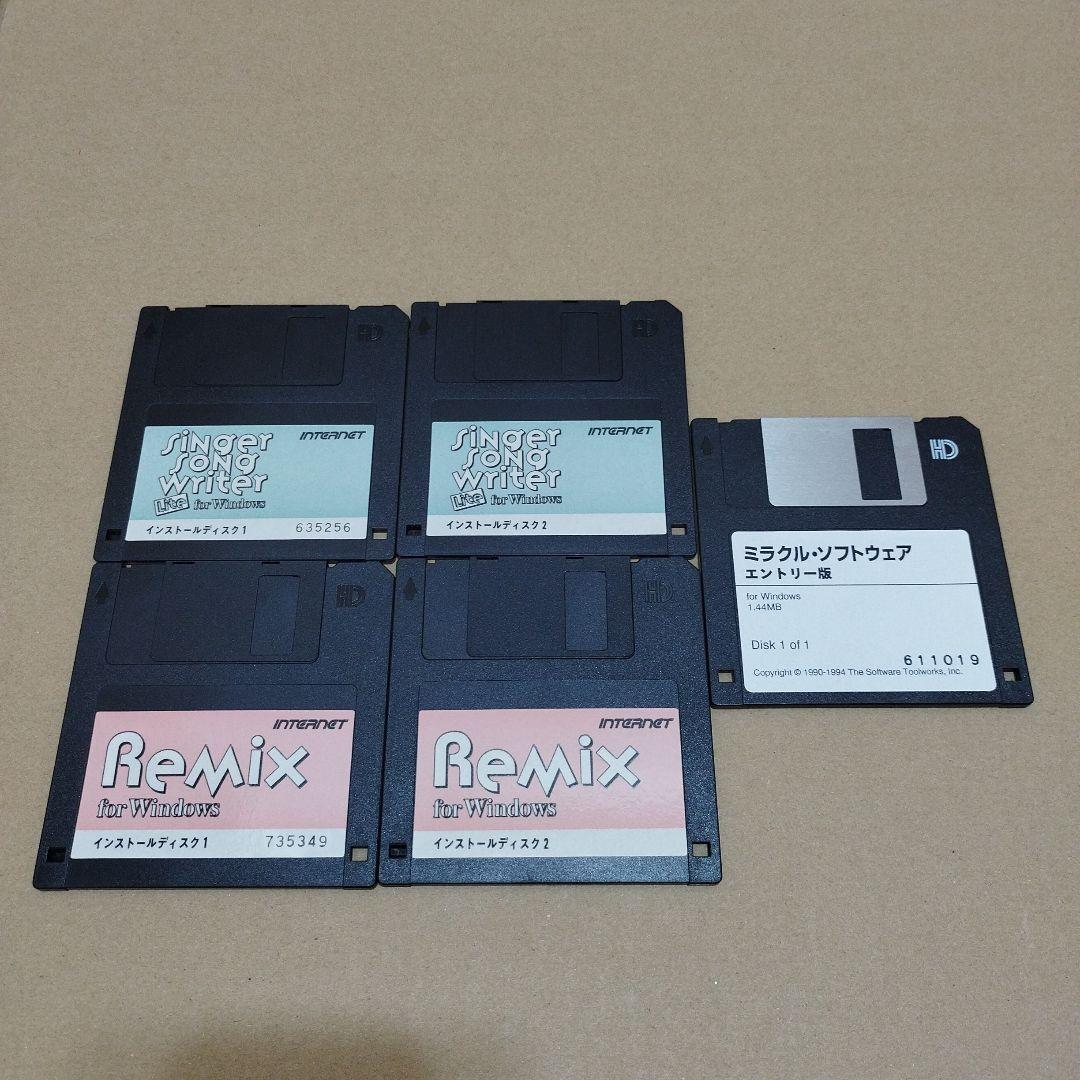 HD
INTERNET
SiNger
SONg
Writer
Lite for Windows
インストールディスク1 635256
HD
INTERNET
SiNger
SONg
Writer
Lite for Windows
インストールディスク2
HD
ミラクル・ソフトウェア
エントリー版
for Windows
1.44MB
Disk 1 of 1
611019
Copyright © 1990-1994 The Software Toolworks, Inc.
HD
INTERNET
ReMix
for Windows
インストールディスク1 735349
HD
INTERNET
ReMix
for Windows
インストールディスク2